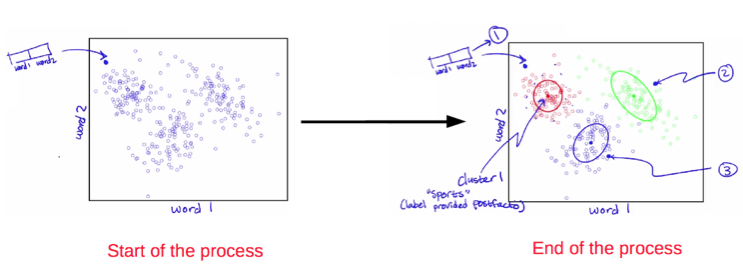 word1 word2
word 2
word 1
Start of the process
1
word1 word2
word 2
2
3
Cluster 1
"Sports"
(label provided postfacto)
word 1
End of the process